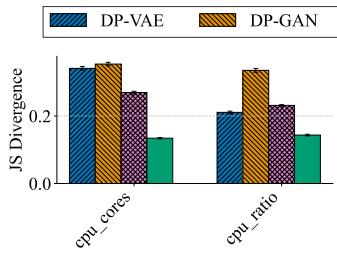 DP-VAE DP-GAN
JS Divergence
0.2
0.0
cpu_cores
cpu_ratio